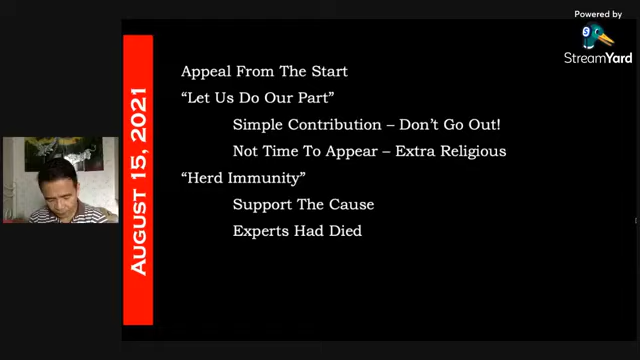 Powered by
StreamYard
AUGUST 15, 2021
Appeal From The Start
“Let Us Do Our Part”
Simple Contribution – Don’t Go Out!
Not Time To Appear – Extra Religious
“Herd Immunity”
Support The Cause
Experts Had Died